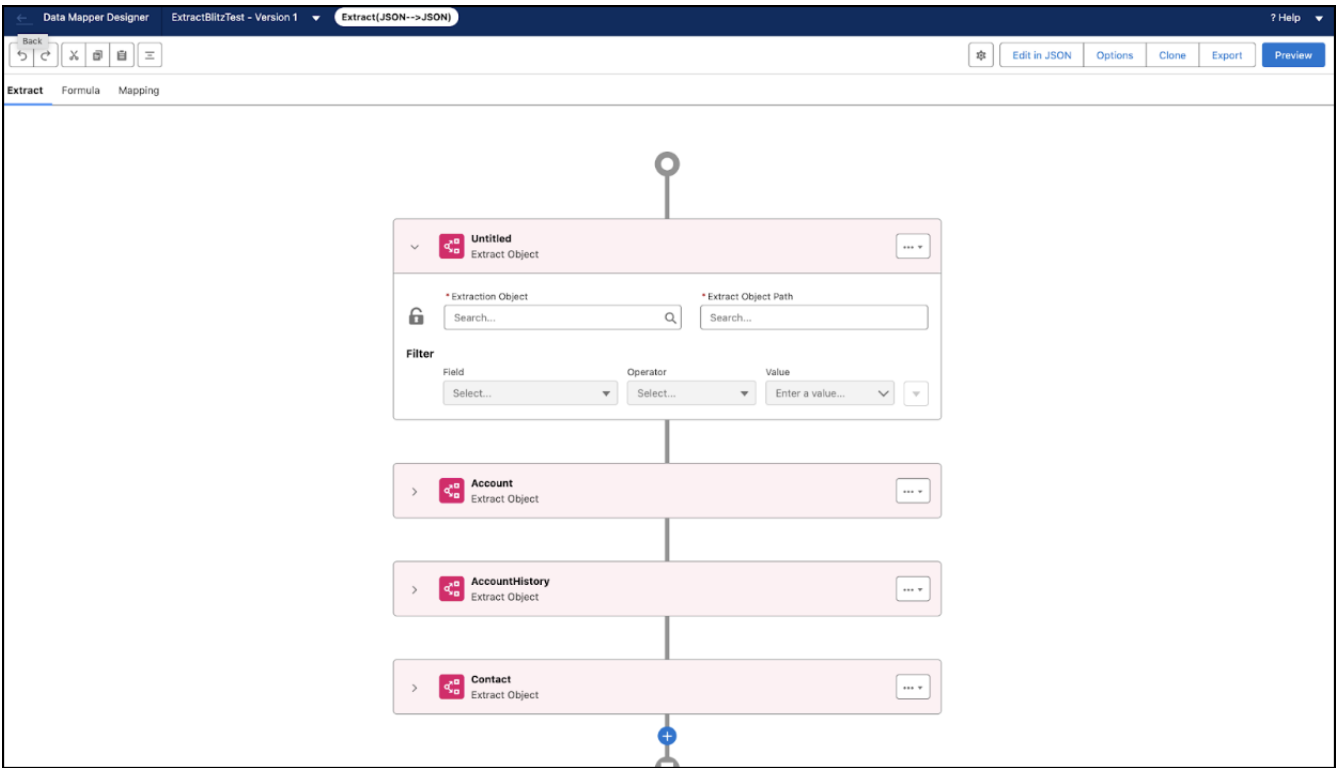 Data Mapper Designer ExtractBlitzTest - Version 1 Extract(JSON-->JSON) ? Help
Back
Edit in JSON Options Clone Export Preview
Extract Formula Mapping
Untitled
Extract Object
* Extraction Object * Extract Object Path
Search... Search...
Filter
Field Operator Value
Select... Select... Enter a value...
Account
Extract Object
AccountHistory
Extract Object
Contact
Extract Object